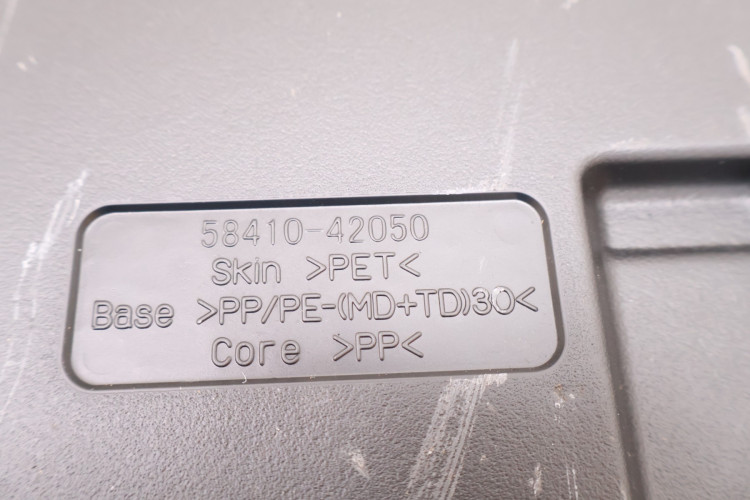 58410-42050
Skin >PET<
Base >PP/PE-(MD+TD)30<
Core >PP<